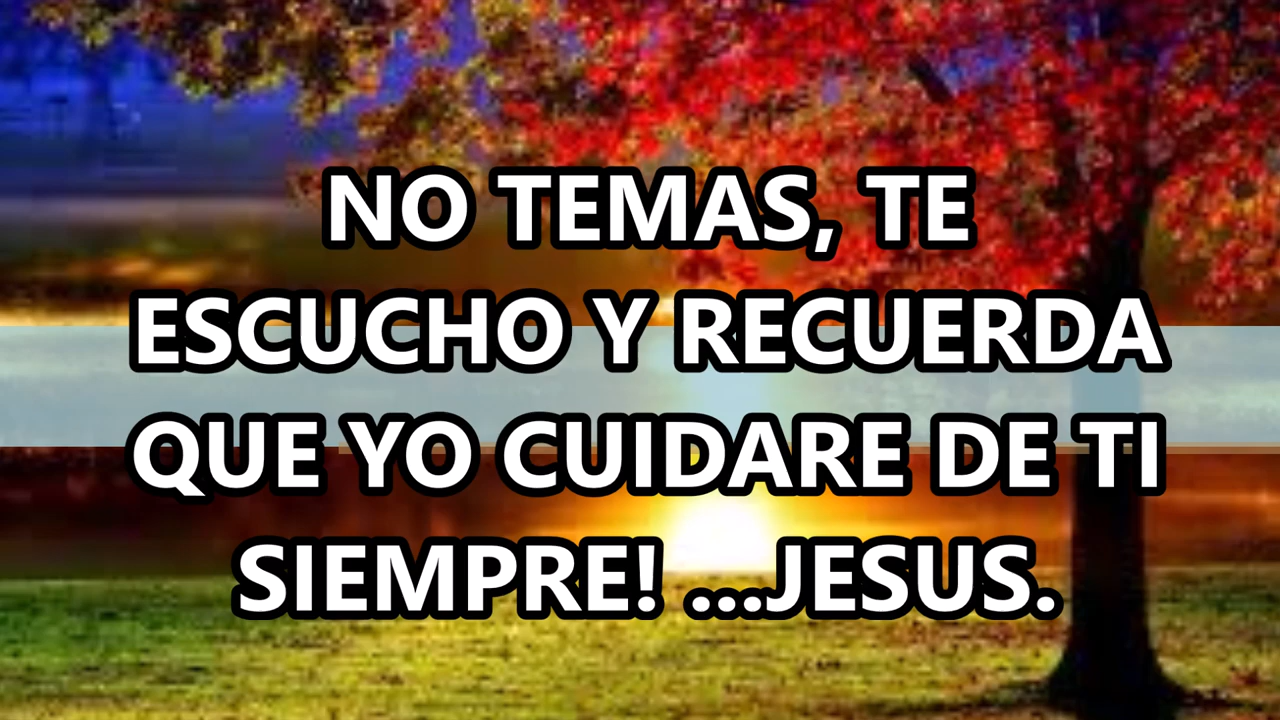 NO TEMAS, TE
ESCUCHO Y RECUERDA
QUE YO CUIDARE DE TI
SIEMPRE! ...JESUS.